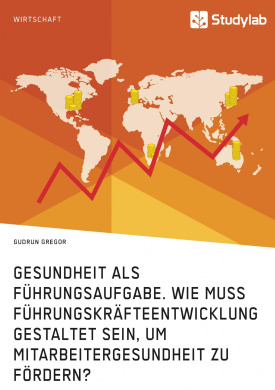 WIRTSCHAFT
Studylab
GUDRUN GREGOR
GESUNDHEIT ALS
FÜHRUNGSAUFGABE. WIE MUSS
FÜHRUNGSKRÄFTEENTWICKLUNG
GESTALTET SEIN, UM
MITARBEITERGESUNDHEIT ZU
FÖRDERN?